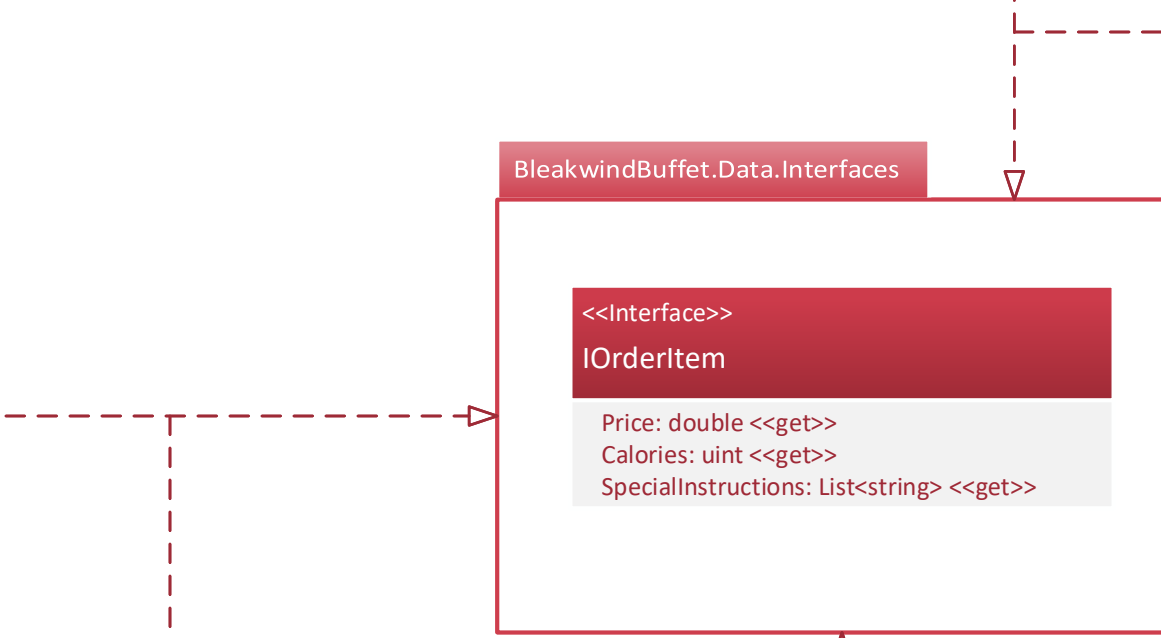 BleakwindBuffet.Data.Interfaces
<<Interface>>
IOrderItem
Price: double <<get>>
Calories: uint <<get>>
SpecialInstructions: List<string> <<get>>